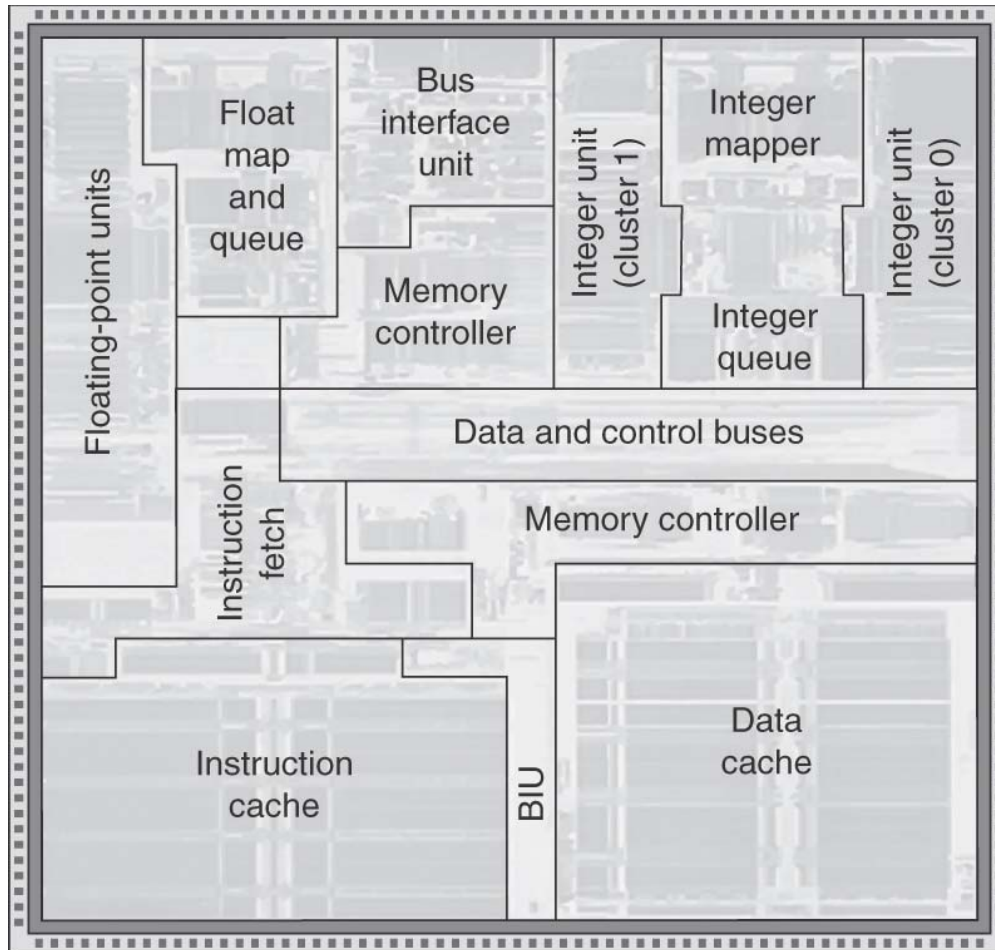 Floating-point units
Float
map
and
queue
Bus
interface
unit
Memory
controller
Integer unit
(cluster 1)
Integer
mapper
Integer
queue
Integer unit
(cluster 0)
Data and control buses
Instruction
fetch
Memory controller
Instruction
cache
BIU
Data
cache